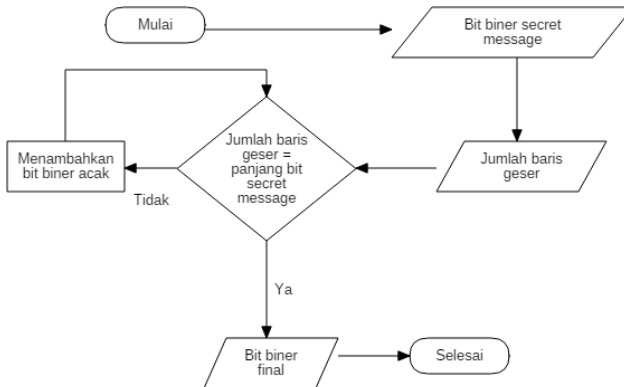 Mulai
Bit biner secret
message
Jumlah baris
geser
Jumlah baris
geser =
panjang bit
secret
message
Menambahkan
bit biner acak
Tidak
Ya
Bit biner
final
Selesai